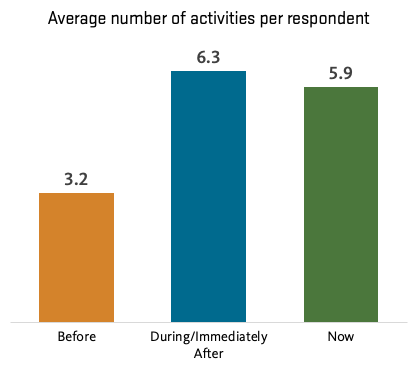 Average number of activities per respondent
6.3
5.9
3.2
Before
During/Immediately
After
Now